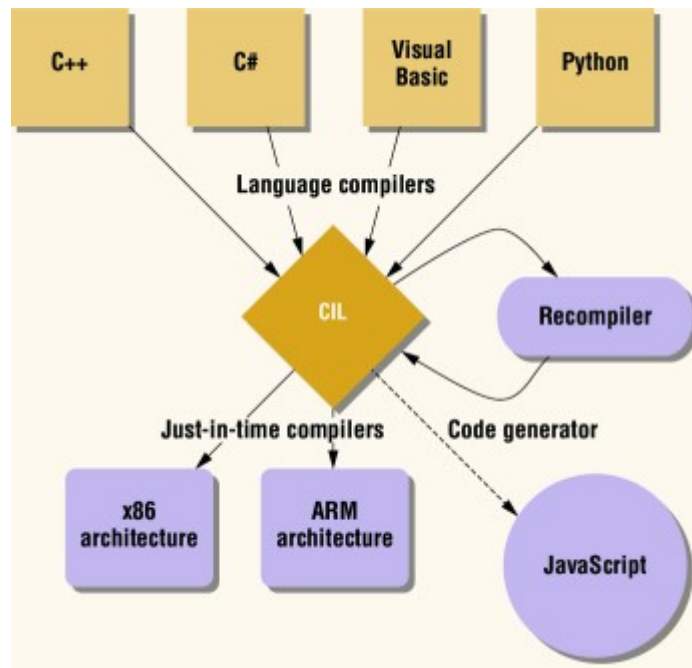 C++
C#
Visual
Basic
Python
Language compilers
CIL
Recompiler
Just-in-time compilers
Code generator
x86
architecture
ARM
architecture
JavaScript